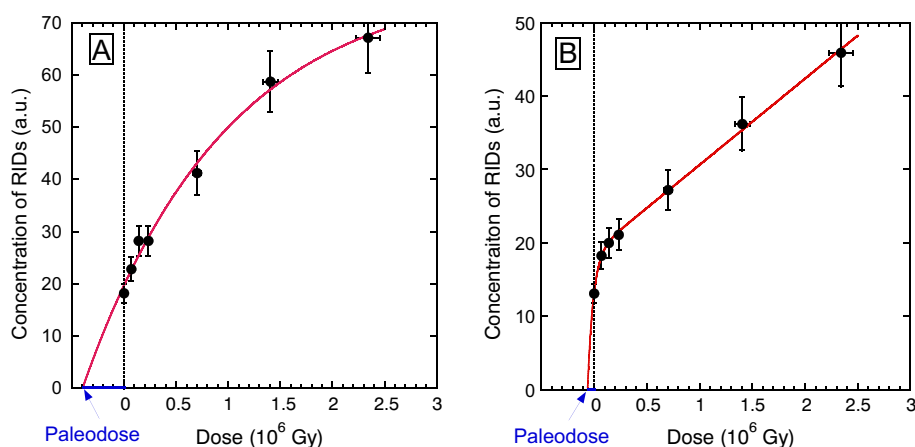 A
Concentration of RIDs (a.u.)
70
60
50
40
30
20
10
0
0 0.5 1 1.5 2 2.5 3
Paleodose
Dose (10⁶ Gy)
B
Concentraiton of RIDs (a.u.)
50
40
30
20
10
0
0 0.5 1 1.5 2 2.5 3
Paleodose
Dose (10⁶ Gy)